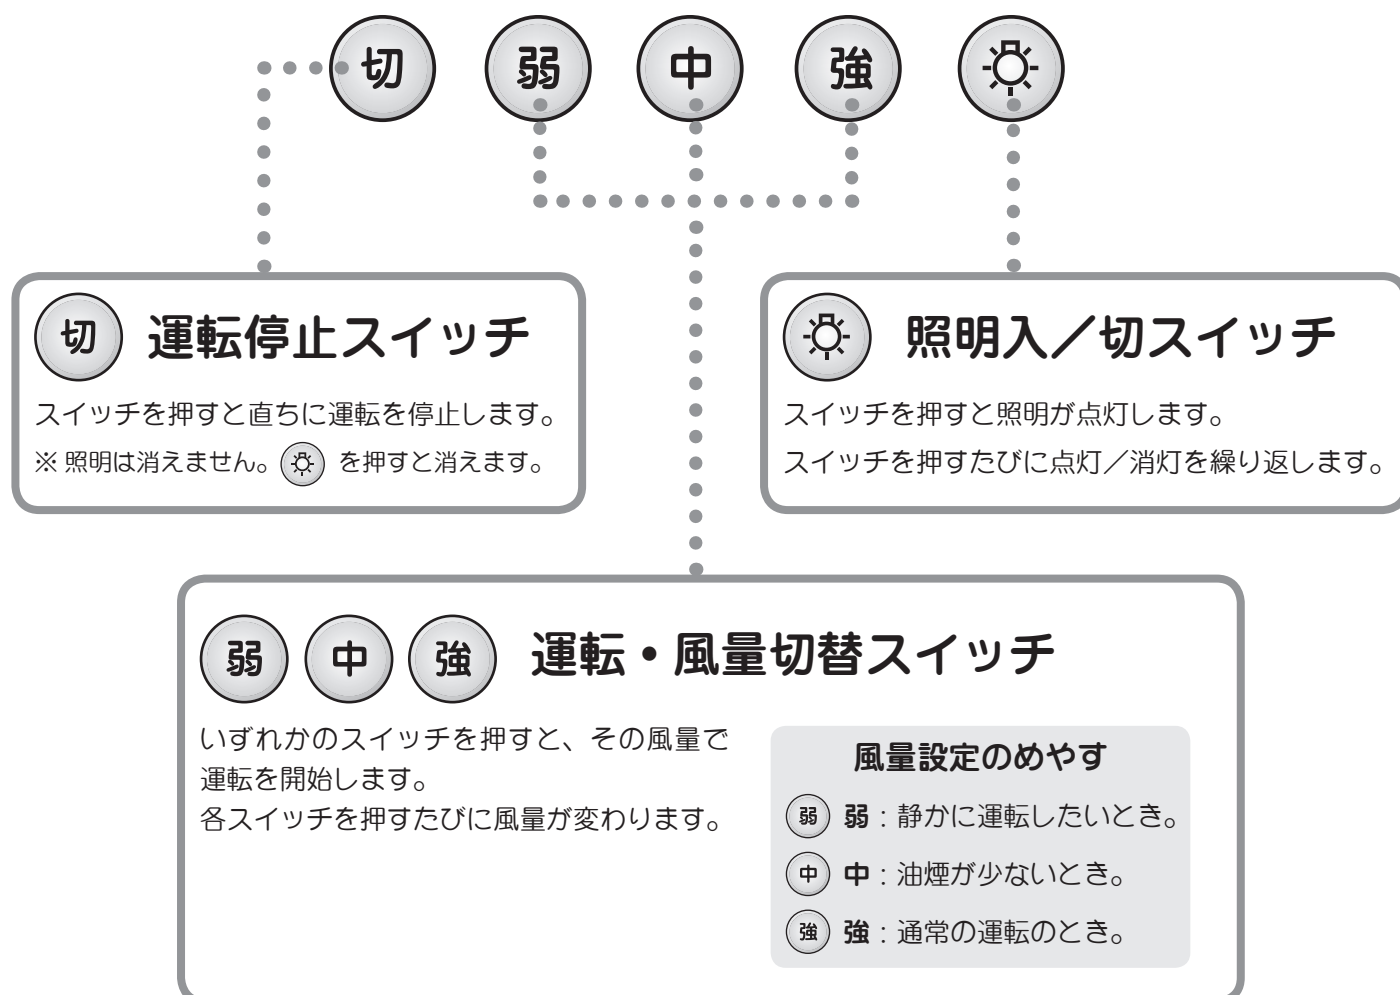 切 弱 中 強
切 運転停止スイッチ
スイッチを押すと直ちに運転を停止します。
※ 照明は消えません。 を押すと消えます。
照明入／切スイッチ
スイッチを押すと照明が点灯します。
スイッチを押すたびに点灯／消灯を繰り返します。
弱 中 強 運転・風量切替スイッチ
いずれかのスイッチを押すと、その風量で
運転を開始します。
各スイッチを押すたびに風量が変わります。
風量設定のめやす
弱 弱：静かに運転したいとき。
中 中：油煙が少ないとき。
強 強：通常の運転のとき。